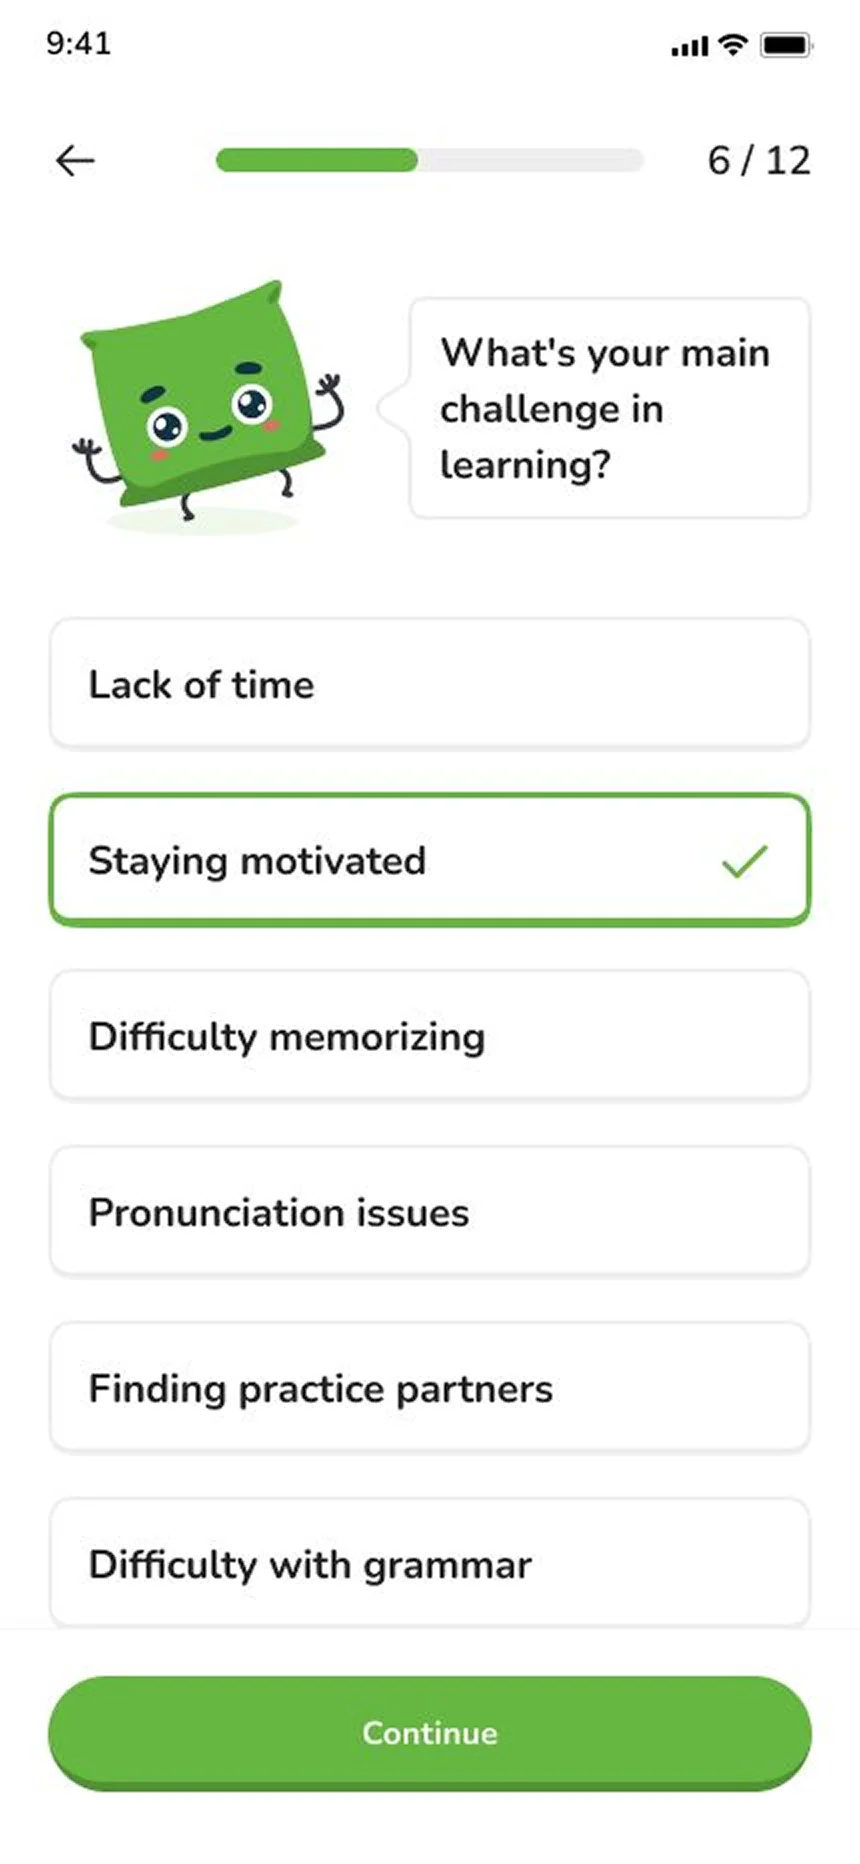 9:41
6 / 12
What's your main
challenge in
learning?
Lack of time
Staying motivated
Difficulty memorizing
Pronunciation issues
Finding practice partners
Difficulty with grammar
Continue